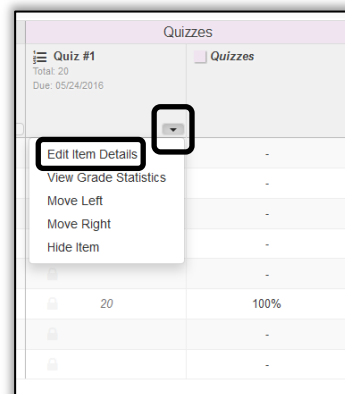 Quizzes
Quiz #1
Quizzes
Total: 20
Due: 05/24/2016
Edit Item Details
View Grade Statistics
Move Left
Move Right
Hide Item
-
-
-
-
-
20 100%
-
-